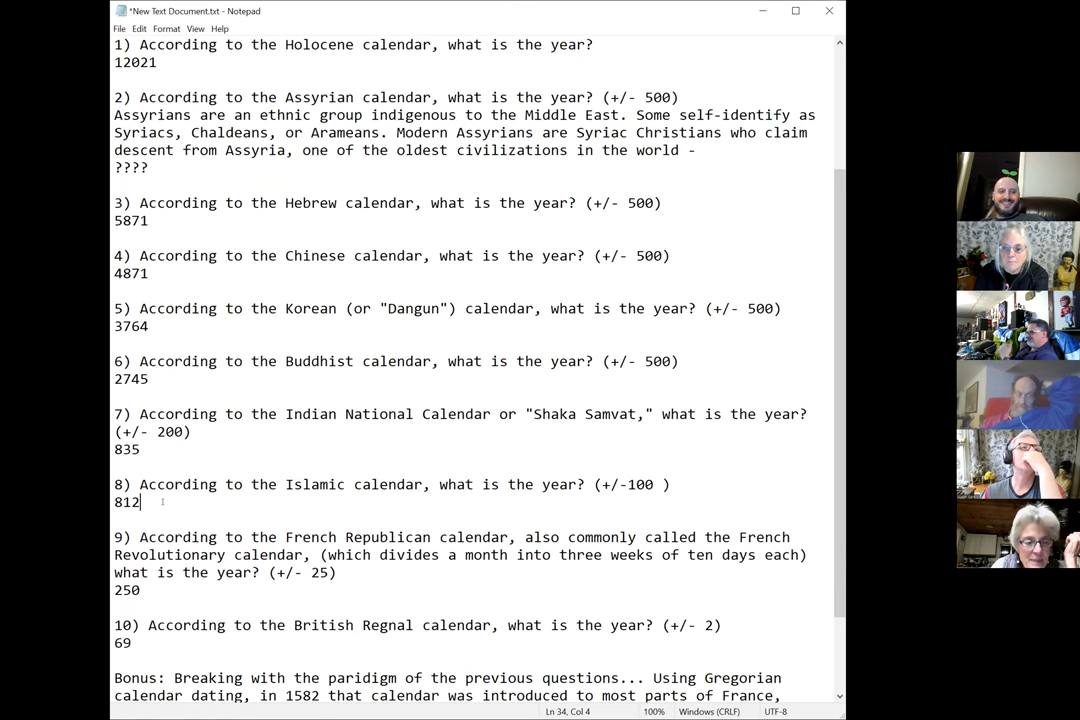 *New Text Document.txt - Notepad
File Edit Format View Help
1) According to the Holocene calendar, what is the year?
12021
2) According to the Assyrian calendar, what is the year? (+/- 500)
Assyrians are an ethnic group indigenous to the Middle East. Some self-identify as
Syriacs, Chaldeans, or Arameans. Modern Assyrians are Syriac Christians who claim
descent from Assyria, one of the oldest civilizations in the world -
????
3) According to the Hebrew calendar, what is the year? (+/- 500)
5871
4) According to the Chinese calendar, what is the year? (+/- 500)
4871
5) According to the Korean (or "Dangun") calendar, what is the year? (+/- 500)
3764
6) According to the Buddhist calendar, what is the year? (+/- 500)
2745
7) According to the Indian National Calendar or "Shaka Samvat," what is the year?
(+/- 200)
835
8) According to the Islamic calendar, what is the year? (+/-100 )
812
9) According to the French Republican calendar, also commonly called the French
Revolutionary calendar, (which divides a month into three weeks of ten days each)
what is the year? (+/- 25)
250
10) According to the British Regnal calendar, what is the year? (+/- 2)
69
Bonus: Breaking with the paridigm of the previous questions... Using Gregorian
calendar dating, in 1582 that calendar was introduced to most parts of France,
Ln 34, Col 4 100% Windows (CRLF) UTF-8